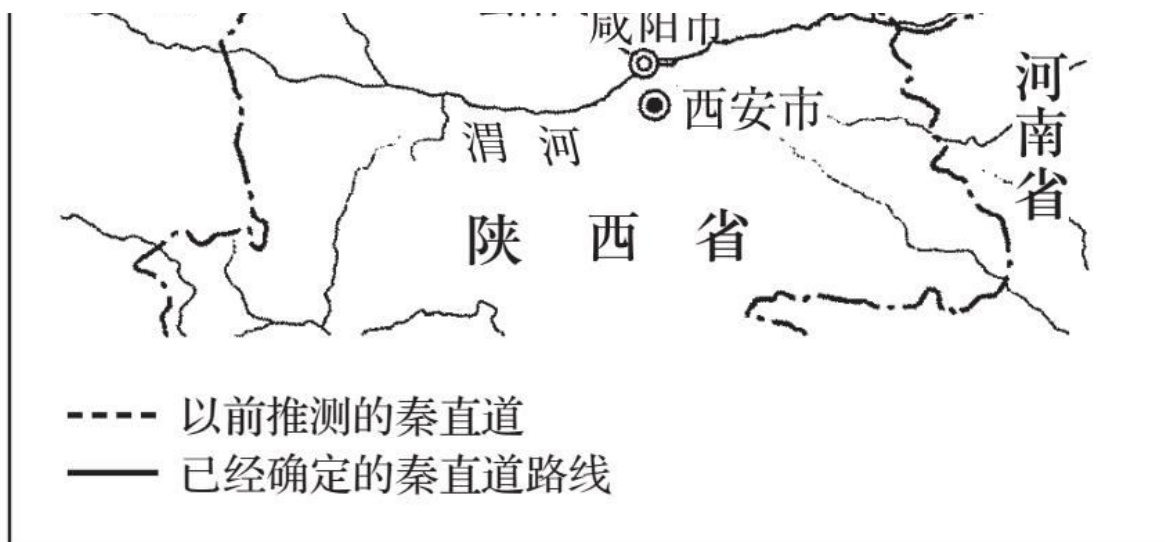 咸阳市
西安市
河南省
渭河
陕西省
以前推测的秦直道
已经确定的秦直道路线